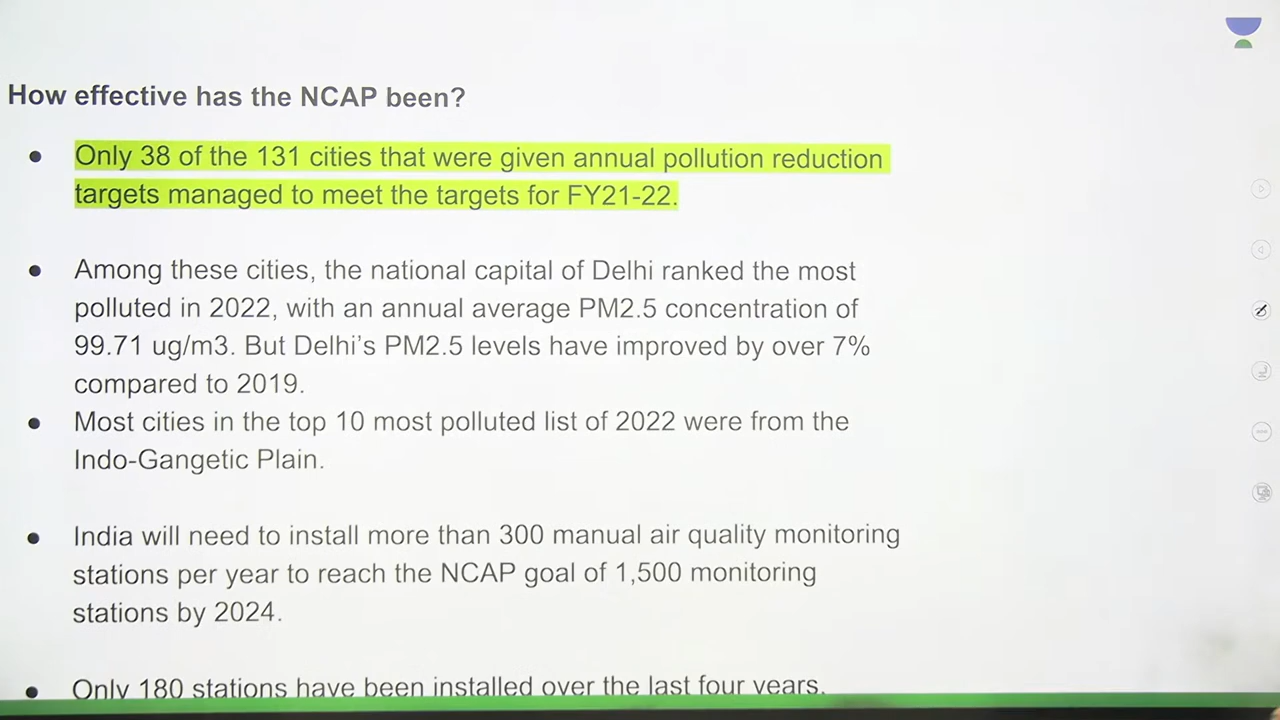 How effective has the NCAP been?
● Only 38 of the 131 cities that were given annual pollution reduction
targets managed to meet the targets for FY21-22.
● Among these cities, the national capital of Delhi ranked the most
polluted in 2022, with an annual average PM2.5 concentration of
99.71 ug/m3. But Delhi's PM2.5 levels have improved by over 7%
compared to 2019.
● Most cities in the top 10 most polluted list of 2022 were from the
Indo-Gangetic Plain.
● India will need to install more than 300 manual air quality monitoring
stations per year to reach the NCAP goal of 1,500 monitoring
stations by 2024.
● Only 180 stations have been installed over the last four years.